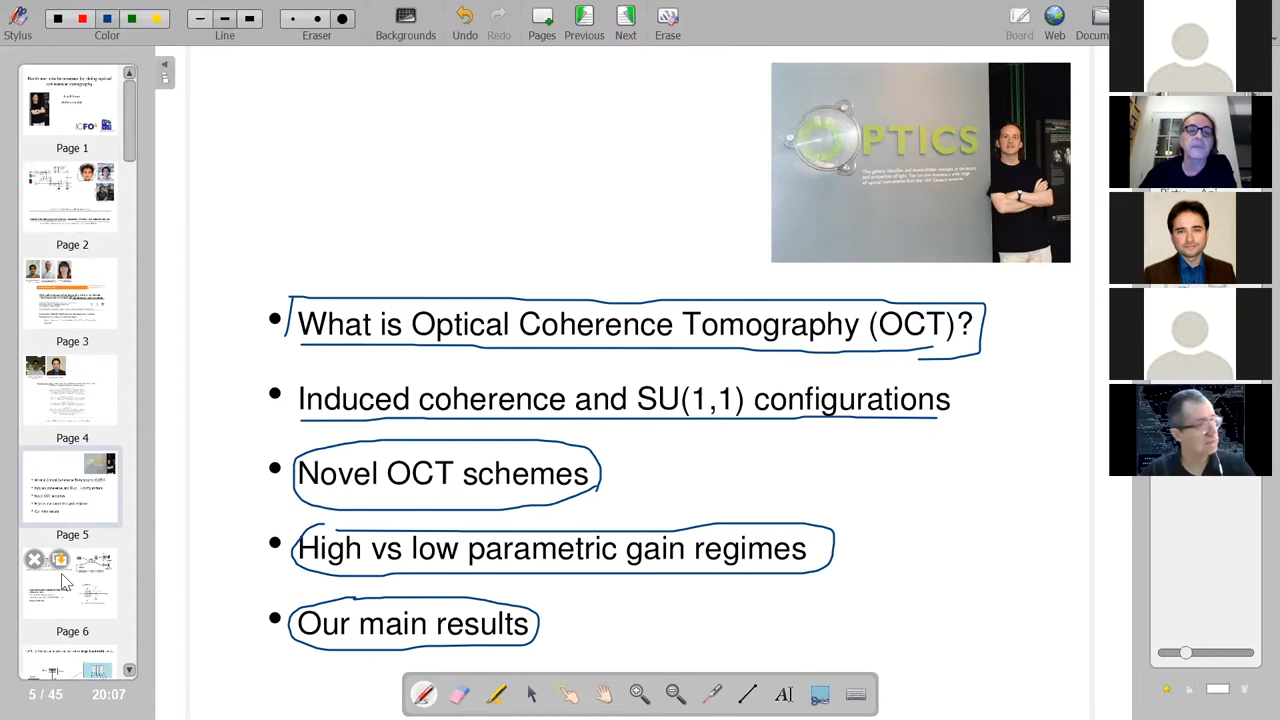 Stylus
Color
Line
Eraser
Backgrounds
Undo
Redo
Pages
Previous
Next
Erase
Board
Web
Docum
Page 1
Page 2
Page 3
Page 4
Page 5
Page 6
5 / 45
20:07
OPTICS
• What is Optical Coherence Tomography (OCT)?
• Induced coherence and SU(1,1) configurations
• Novel OCT schemes
• High vs low parametric gain regimes
• Our main results